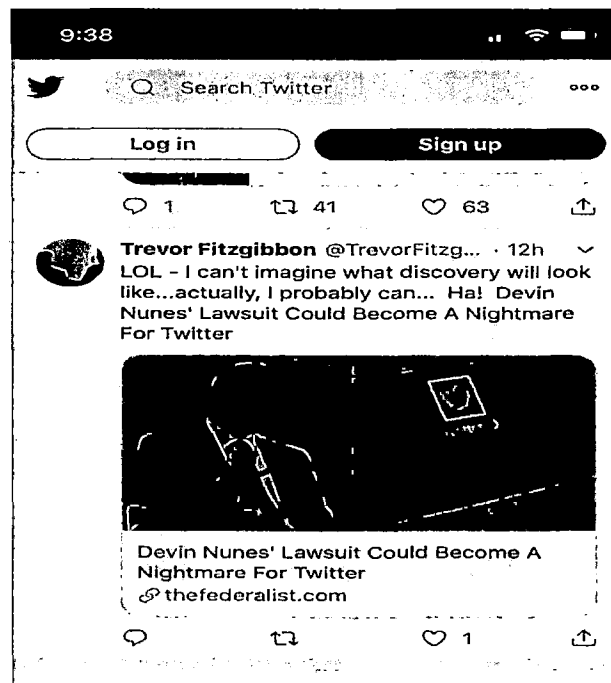 9:38
Search Twitter
Log in
Sign up
1 41 63
Trevor Fitzgibbon @TrevorFitzg... · 12h
LOL - I can't imagine what discovery will look
like...actually, I probably can... Ha! Devin
Nunes' Lawsuit Could Become A Nightmare
For Twitter
Devin Nunes' Lawsuit Could Become A
Nightmare For Twitter
thefederalist.com
1